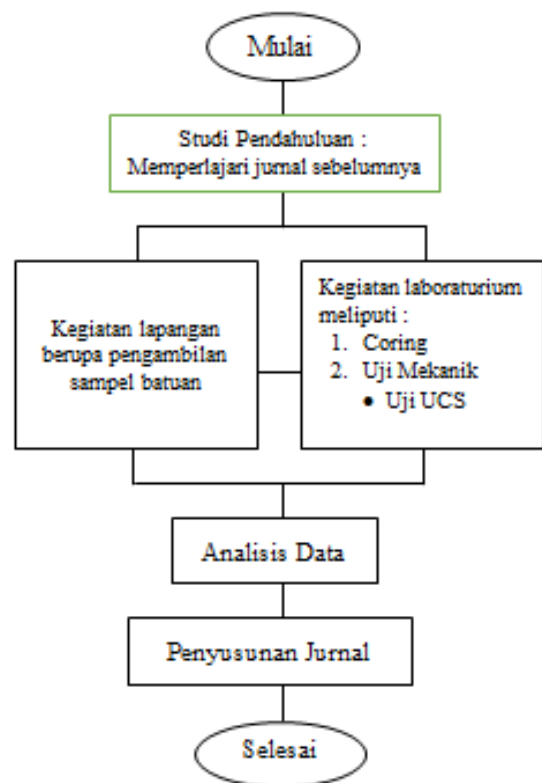 Mulai
Studi Pendahuluan :
Memperlajari jurnal sebelumnya
Kegiatan lapangan
berupa pengambilan
sampel batuan
Kegiatan laboraturium
meliputi :
1. Coring
2. Uji Mekanik
• Uji UCS
Analisis Data
Penyusunan Jurnal
Selesai